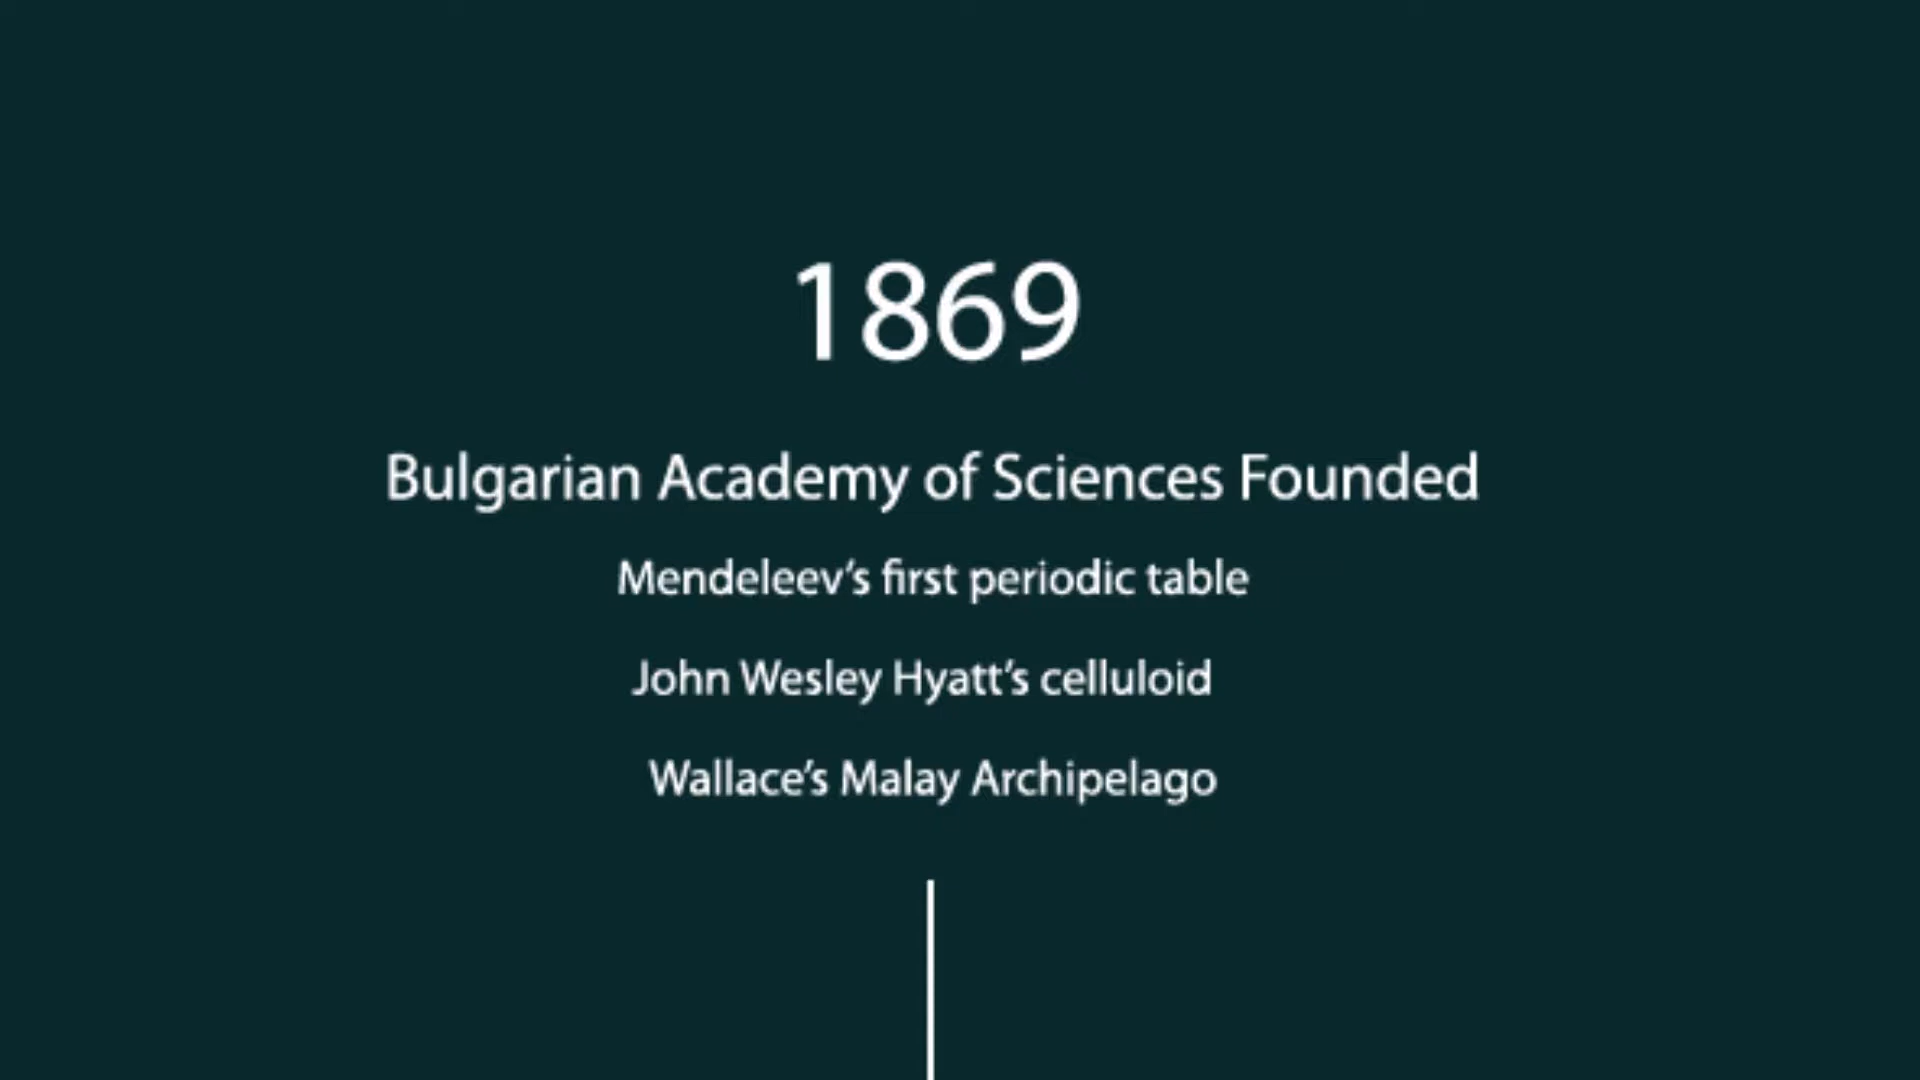 1869
Bulgarian Academy of Sciences Founded
Mendeleev’s first periodic table
John Wesley Hyatt’s celluloid
Wallace’s Malay Archipelago